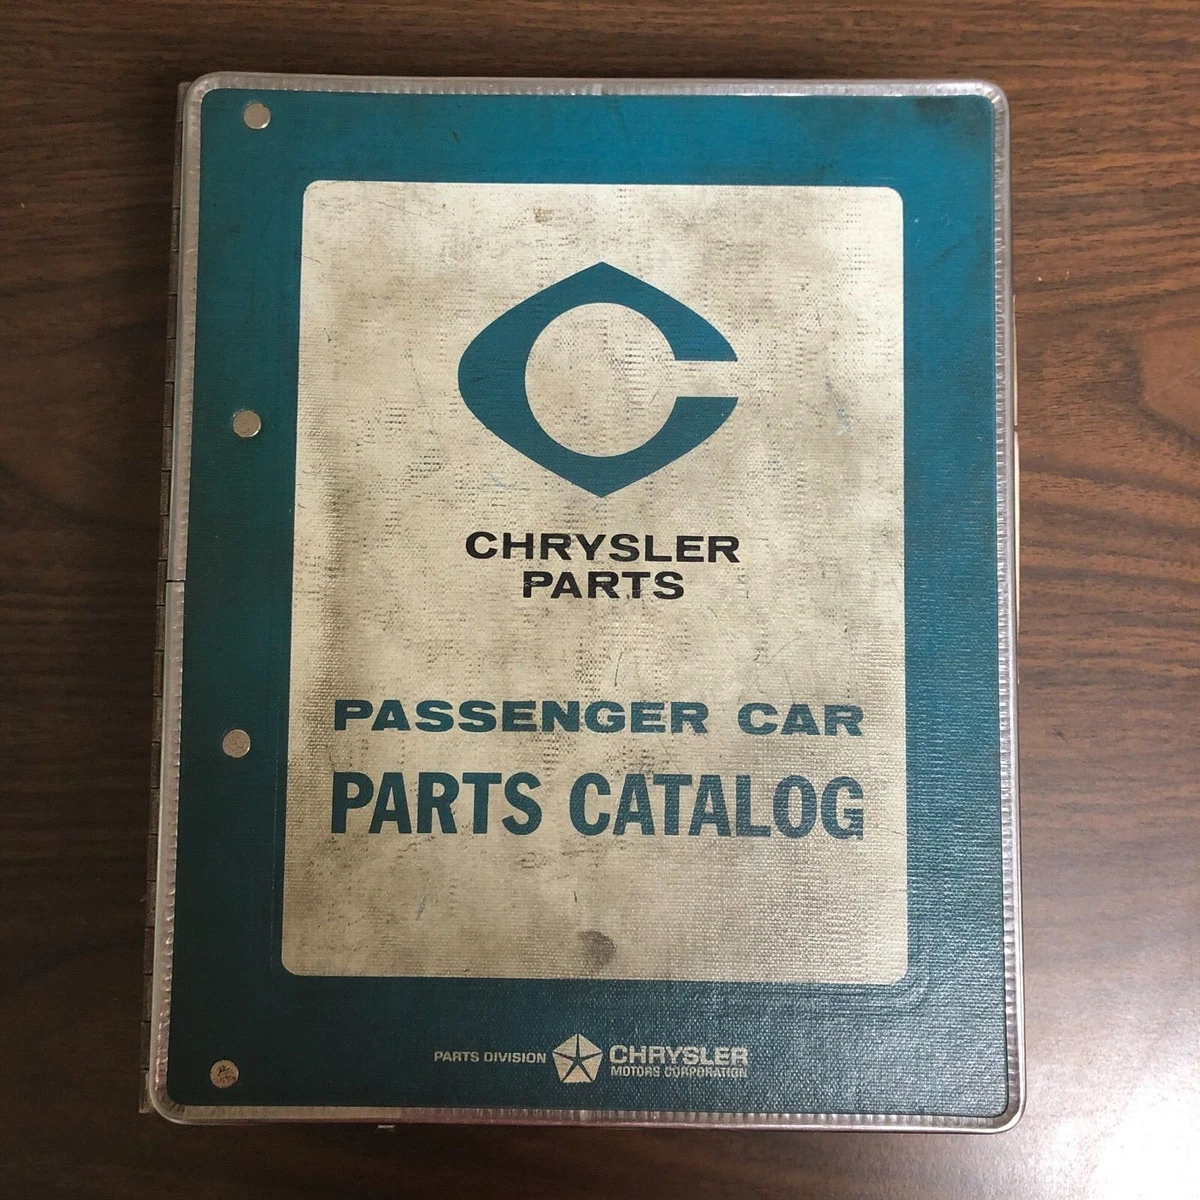 CHRYSLER
PARTS
PASSENGER CAR
PARTS CATALOG
PARTS DIVISION CHRYSLER
MOTORS CORPORATION